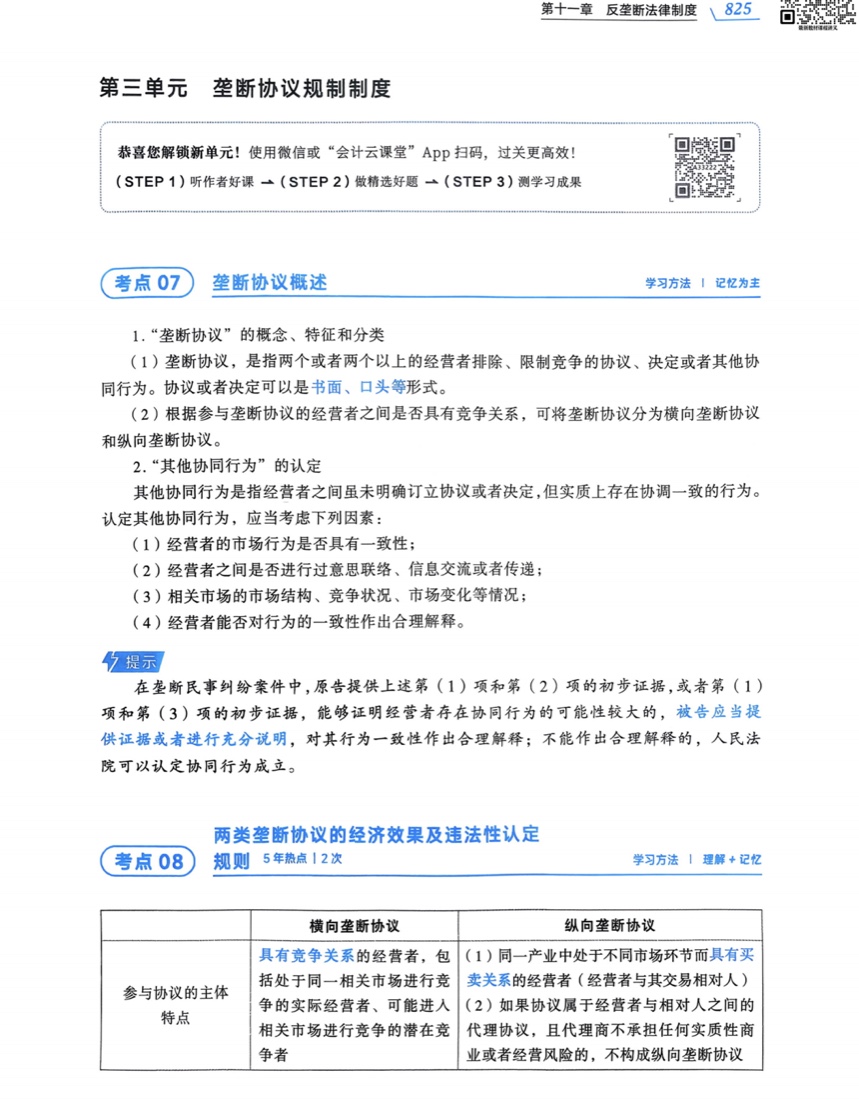 第十一章 反垄断法律制度 825
第三单元 垄断协议规制制度
恭喜您解锁新单元！使用微信或“会计云课堂”App 扫码，过关更高效！
（STEP 1）听作者好课 ⇀（STEP 2）做精选好题 ⇀（STEP 3）测学习成果
考点 07 垄断协议概述 学习方法 | 记忆为主
1.“垄断协议”的概念、特征和分类
（1）垄断协议，是指两个或者两个以上的经营者排除、限制竞争的协议、决定或者其他协
同行为。协议或者决定可以是书面、口头等形式。
（2）根据参与垄断协议的经营者之间是否具有竞争关系，可将垄断协议分为横向垄断协议
和纵向垄断协议。
2.“其他协同行为”的认定
其他协同行为是指经营者之间虽未明确订立协议或者决定，但实质上存在协调一致的行为。
认定其他协同行为，应当考虑下列因素：
（1）经营者的市场行为是否具有一致性；
（2）经营者之间是否进行过意思联络、信息交流或者传递；
（3）相关市场的市场结构、竞争状况、市场变化等情况；
（4）经营者能否对行为的一致性作出合理解释。
提示
在垄断民事纠纷案件中，原告提供上述第（1）项和第（2）项的初步证据，或者第（1）
项和第（3）项的初步证据，能够证明经营者存在协同行为的可能性较大的，被告应当提
供证据或者进行充分说明，对其行为一致性作出合理解释；不能作出合理解释的，人民法
院可以认定协同行为成立。
考点 08 两类垄断协议的经济效果及违法性认定
规则 5年热点 | 2次 学习方法 | 理解+记忆
横向垄断协议 纵向垄断协议
参与协议的主体
特点
具有竞争关系的经营者，包
括处于同一相关市场进行竞
争的实际经营者、可能进入
相关市场进行竞争的潜在竞
争者
（1）同一产业中处于不同市场环节而具有买
卖关系的经营者（经营者与其交易相对人）
（2）如果协议属于经营者与相对人之间的
代理协议，且代理商不承担任何实质性商
业或者经营风险的，不构成纵向垄断协议